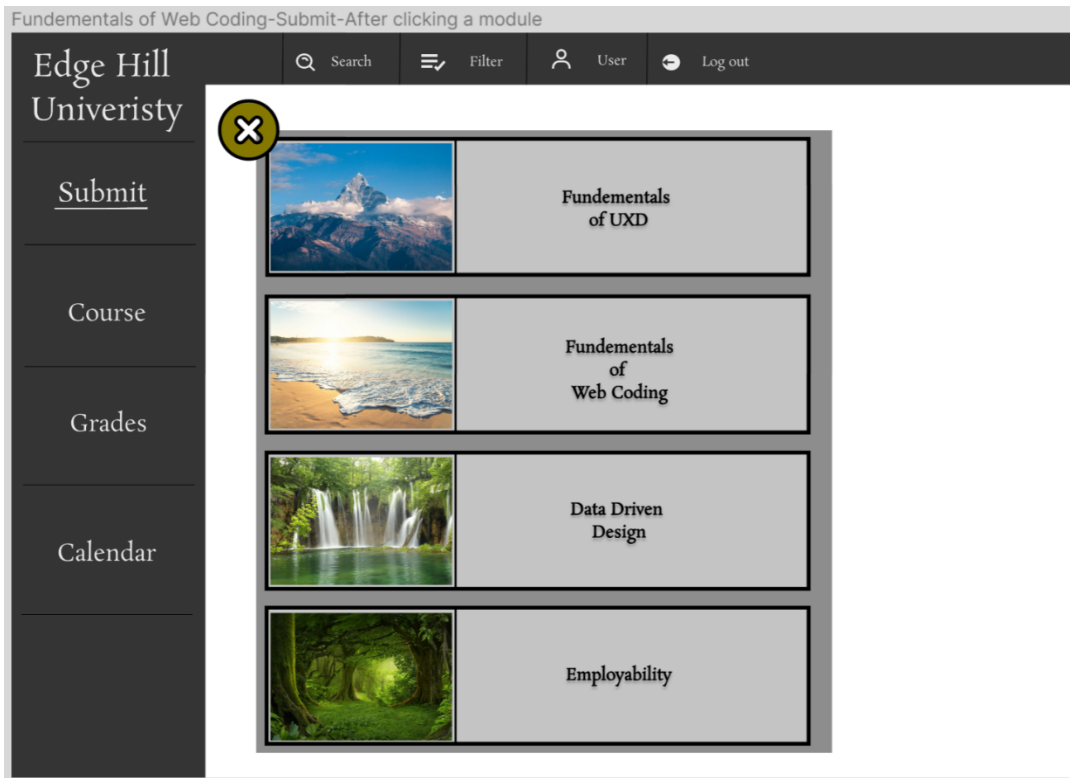 Fundementals of Web Coding-Submit-After clicking a module
Edge Hill
Univeristy
Search
Filter
User
Log out
Submit
Course
Grades
Calendar
Fundementals
of UXD
Fundementals
of
Web Coding
Data Driven
Design
Employability